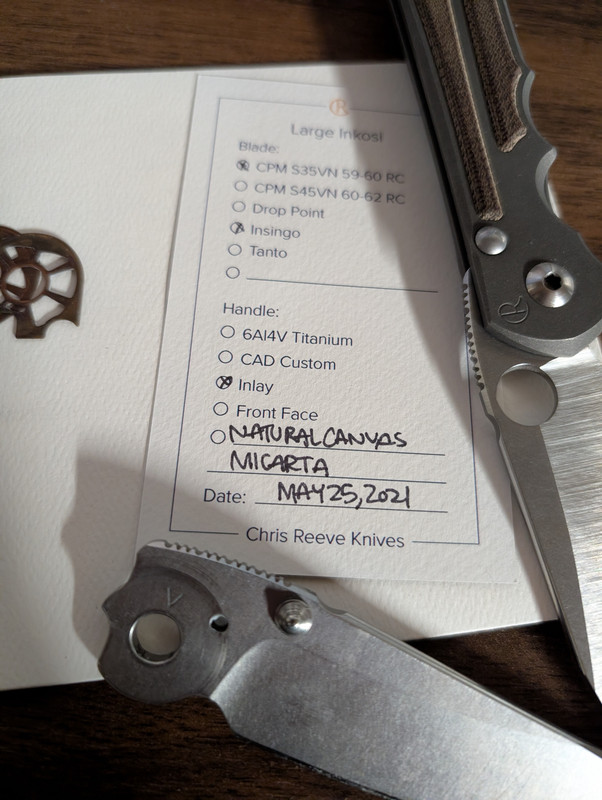 Large Inkosi
Blade:
CPM S35VN 59-60 RC
CPM S45VN 60-62 RC
Drop Point
Insingo
Tanto
Handle:
6Al4V Titanium
CAD Custom
Inlay
Front Face
NATURAL CANVAS
MICARTA
Date: MAY 25, 2021
Chris Reeve Knives